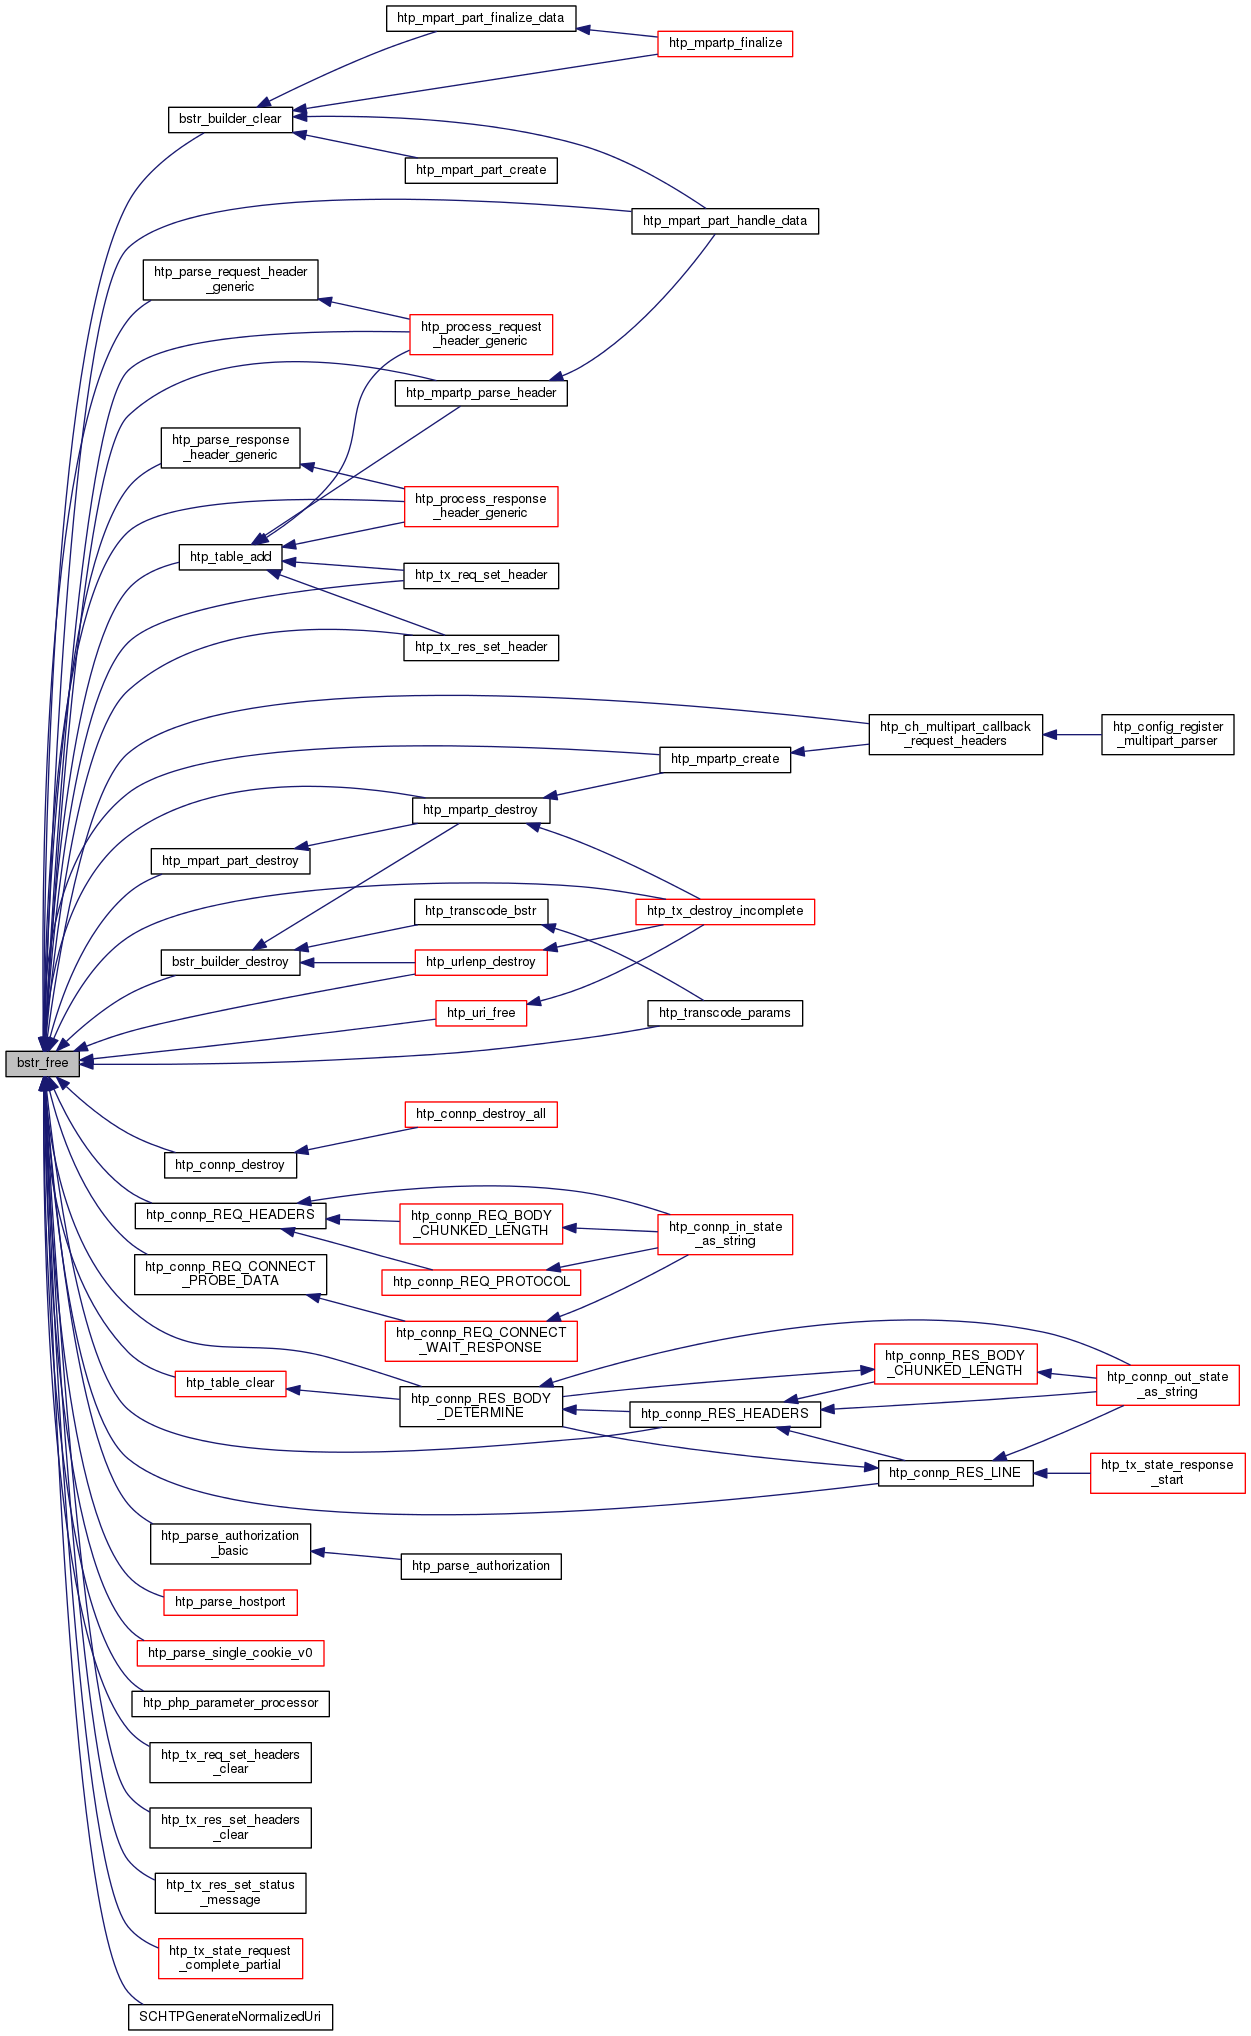 htp_mpart_part_finalize_data
htp_mpartp_finalize
bstr_builder_clear
htp_mpart_part_create
htp_mpart_part_handle_data
htp_parse_request_header
_generic
htp_process_request
_header_generic
htp_mpartp_parse_header
htp_parse_response
_header_generic
htp_process_response
_header_generic
htp_table_add
htp_tx_req_set_header
htp_tx_res_set_header
htp_ch_multipart_callback
_request_headers
htp_config_register
_multipart_parser
htp_mpartp_create
htp_mpartp_destroy
htp_mpart_part_destroy
htp_transcode_bstr
htp_tx_destroy_incomplete
bstr_builder_destroy
htp_urlenp_destroy
htp_uri_free
htp_transcode_params
bstr_free
htp_connp_destroy_all
htp_connp_destroy
htp_connp_REQ_HEADERS
htp_connp_REQ_BODY
_CHUNKED_LENGTH
htp_connp_in_state
_as_string
htp_connp_REQ_CONNECT
_PROBE_DATA
htp_connp_REQ_PROTOCOL
htp_connp_REQ_CONNECT
_WAIT_RESPONSE
htp_connp_RES_BODY
_CHUNKED_LENGTH
htp_table_clear
htp_connp_out_state
_as_string
htp_connp_RES_BODY
_DETERMINE
htp_connp_RES_HEADERS
htp_connp_RES_LINE
htp_tx_state_response
_start
htp_parse_authorization
_basic
htp_parse_authorization
htp_parse_hostport
htp_parse_single_cookie_v0
htp_php_parameter_processor
htp_tx_req_set_headers
_clear
htp_tx_res_set_headers
_clear
htp_tx_res_set_status
_message
htp_tx_state_request
_complete_partial
SCHTPGenerateNormalizedUri